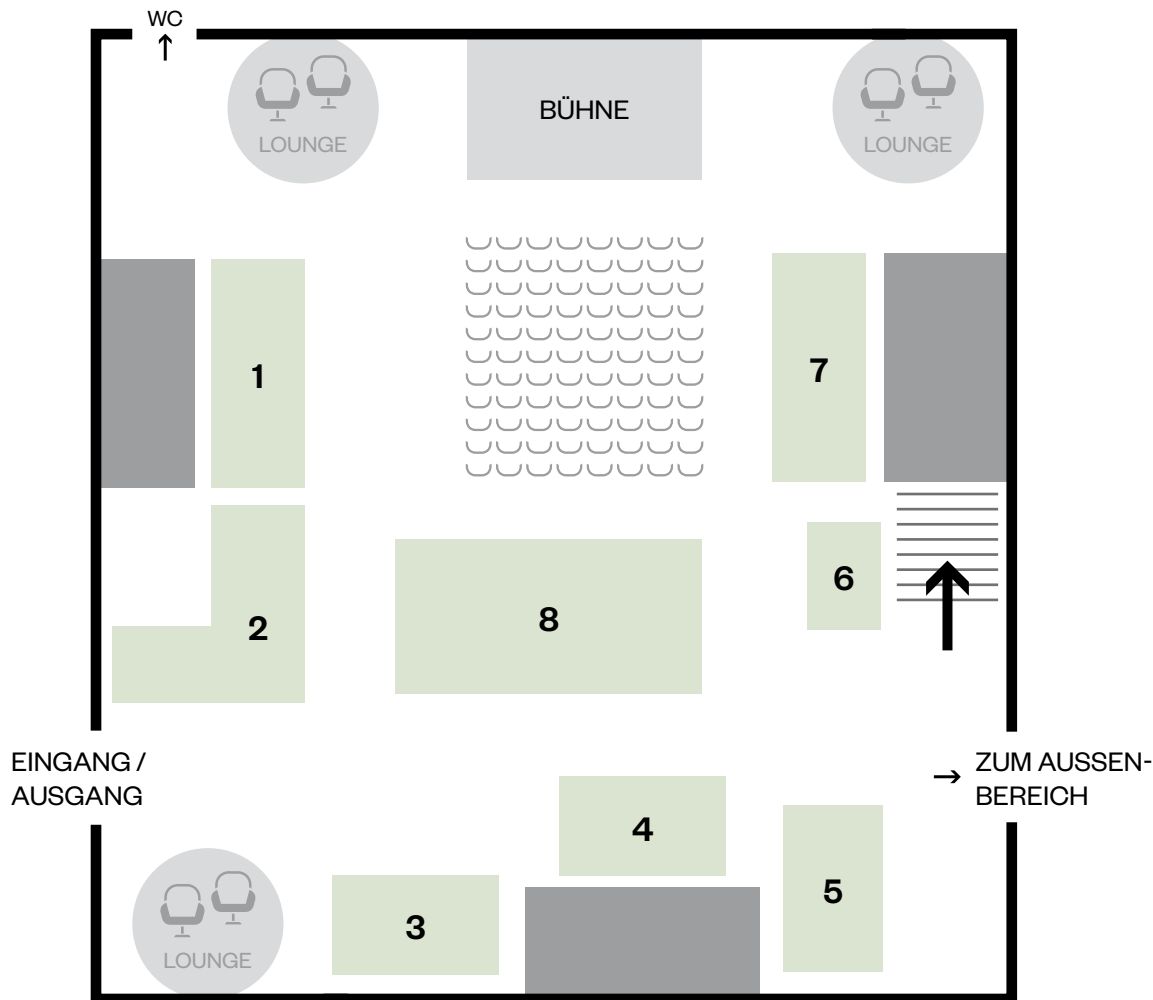 WC
BÜHNE
LOUNGE
LOUNGE
1
7
6
8
2
EINGANG /
AUSGANG
ZUM AUSSEN-
BEREICH
4
5
3
LOUNGE